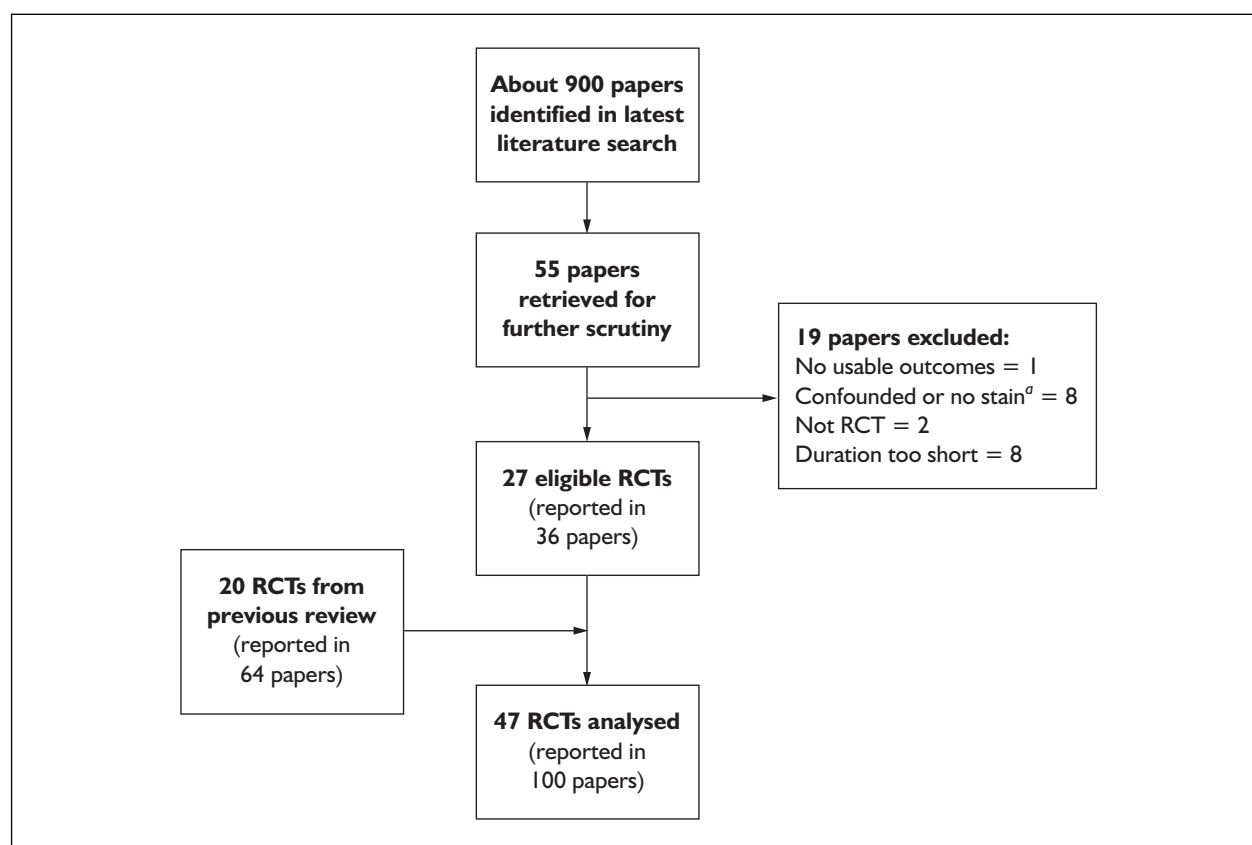 About 900 papers
identified in latest
literature search
55 papers
retrieved for
further scrutiny
19 papers excluded:
No usable outcomes = 1
Confounded or no stainᵃ = 8
Not RCT = 2
Duration too short = 8
27 eligible RCTs
(reported in
36 papers)
20 RCTs from
previous review
(reported in
64 papers)
47 RCTs analysed
(reported in
100 papers)